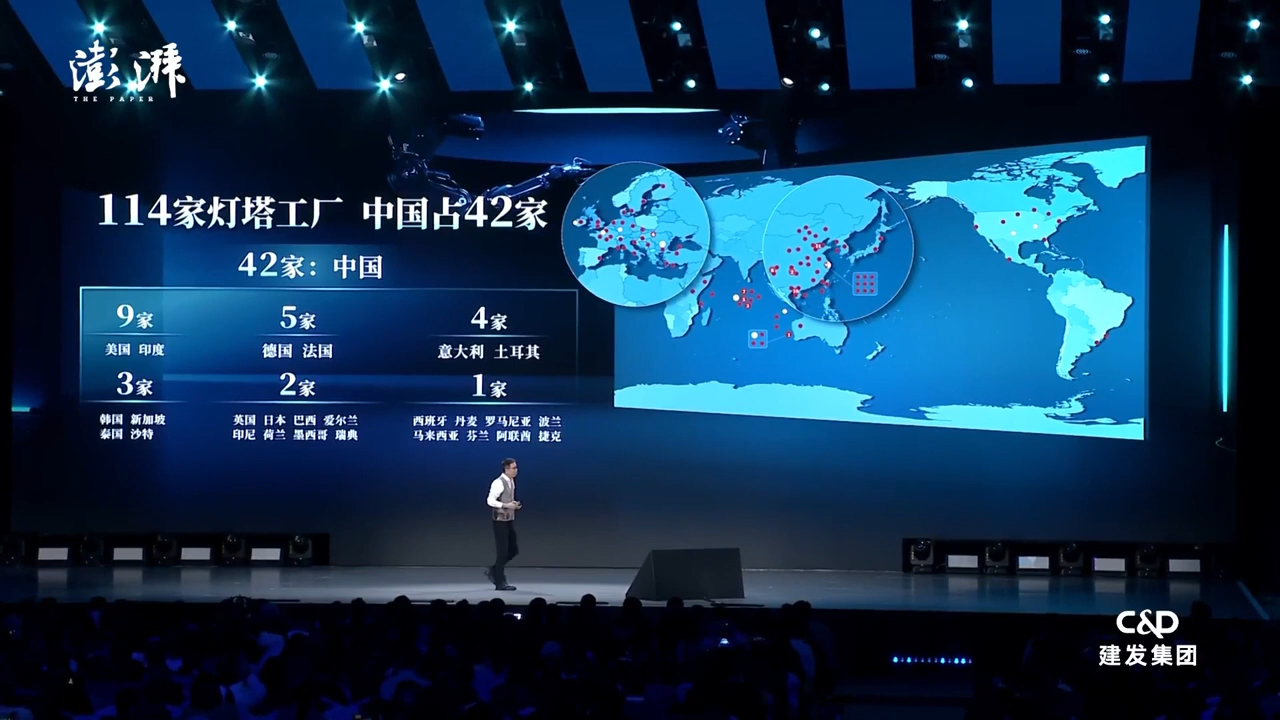 澎湃
THE PAPER
114家灯塔工厂 中国占42家
42家：中国
9家
5家
4家
美国 印度
德国 法国
意大利 土耳其
3家
2家
1家
韩国 新加坡
泰国 沙特
英国 日本 巴西 爱尔兰
印尼 荷兰 墨西哥 瑞典
西班牙 丹麦 罗马尼亚 波兰
马来西亚 芬兰 阿联酋 捷克
C&D
建发集团